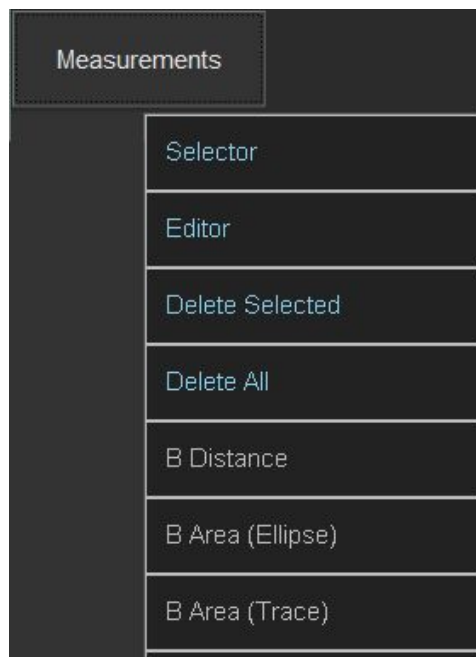 Measurements
Selector
Editor
Delete Selected
Delete All
B Distance
B Area (Ellipse)
B Area (Trace)